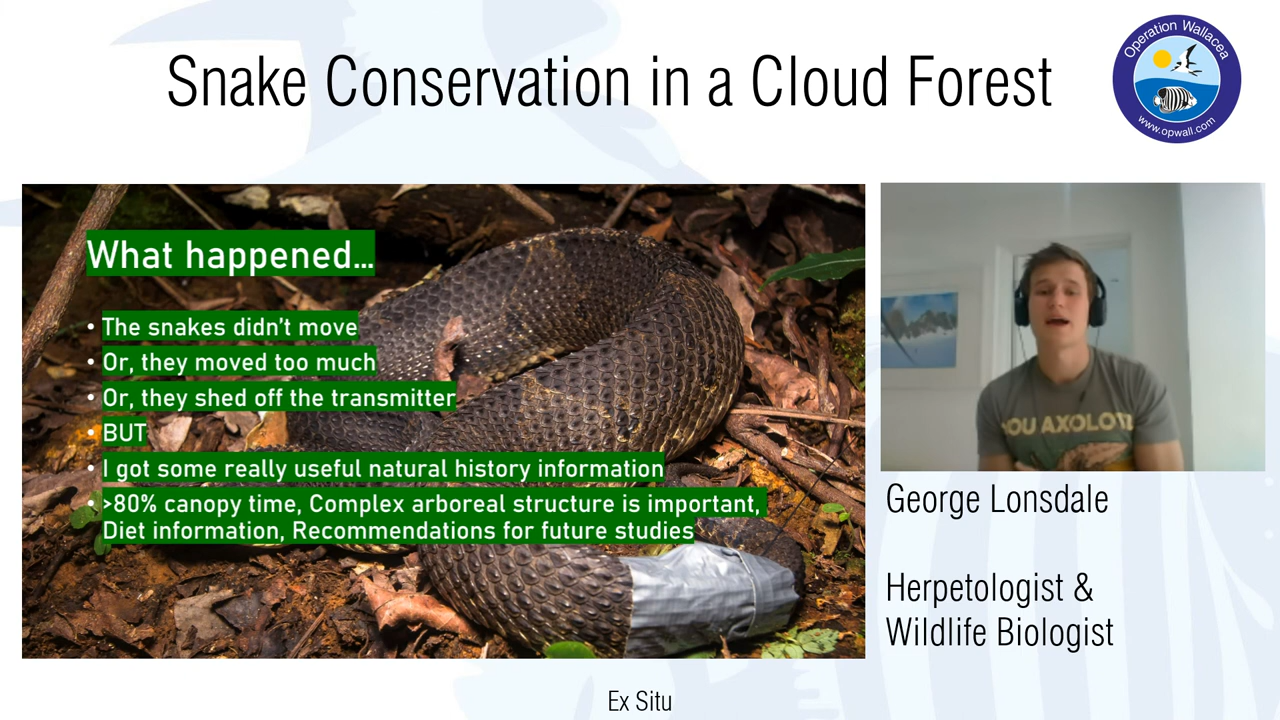 Snake Conservation in a Cloud Forest
Operation Wallacea
www.opwall.com
What happened...
• The snakes didn't move
• Or, they moved too much
• Or, they shed off the transmitter
• BUT
• I got some really useful natural history information
• >80% canopy time, Complex arboreal structure is important,
Diet information, Recommendations for future studies
YOU AXOLOTL
George Lonsdale
Herpetologist &
Wildlife Biologist
Ex Situ